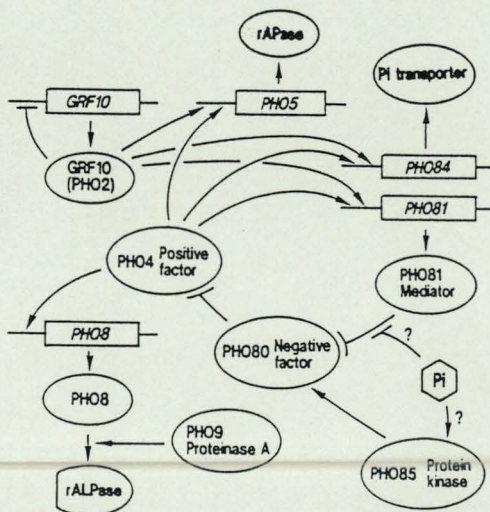 rAPase
Pi transporter
GRF10
PHO5
GRF10
(PHO2)
PHO84
PHO81
PHO4 Positive
factor
PHO81
Mediator
PHO8
PHO80 Negative
factor
?
Pi
PHO8
?
PHO9
Proteinase A
PHO85 Protein
kinase
rALPase